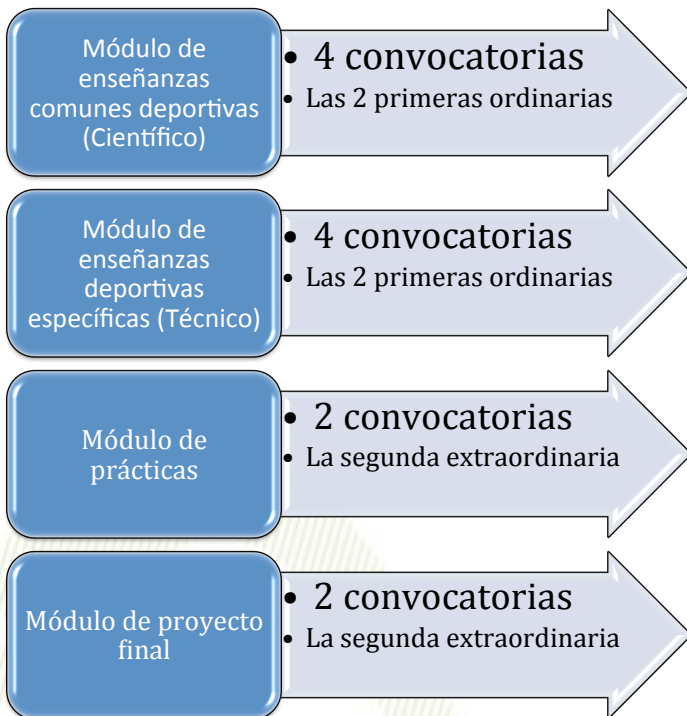 Módulo de
enseñanzas
comunes deportivas
(Científico)
• 4 convocatorias
• Las 2 primeras ordinarias
Módulo de
enseñanzas
deportivas
específicas (Técnico)
• 4 convocatorias
• Las 2 primeras ordinarias
Módulo de
prácticas
• 2 convocatorias
• La segunda extraordinaria
Módulo de proyecto
final
• 2 convocatorias
• La segunda extraordinaria